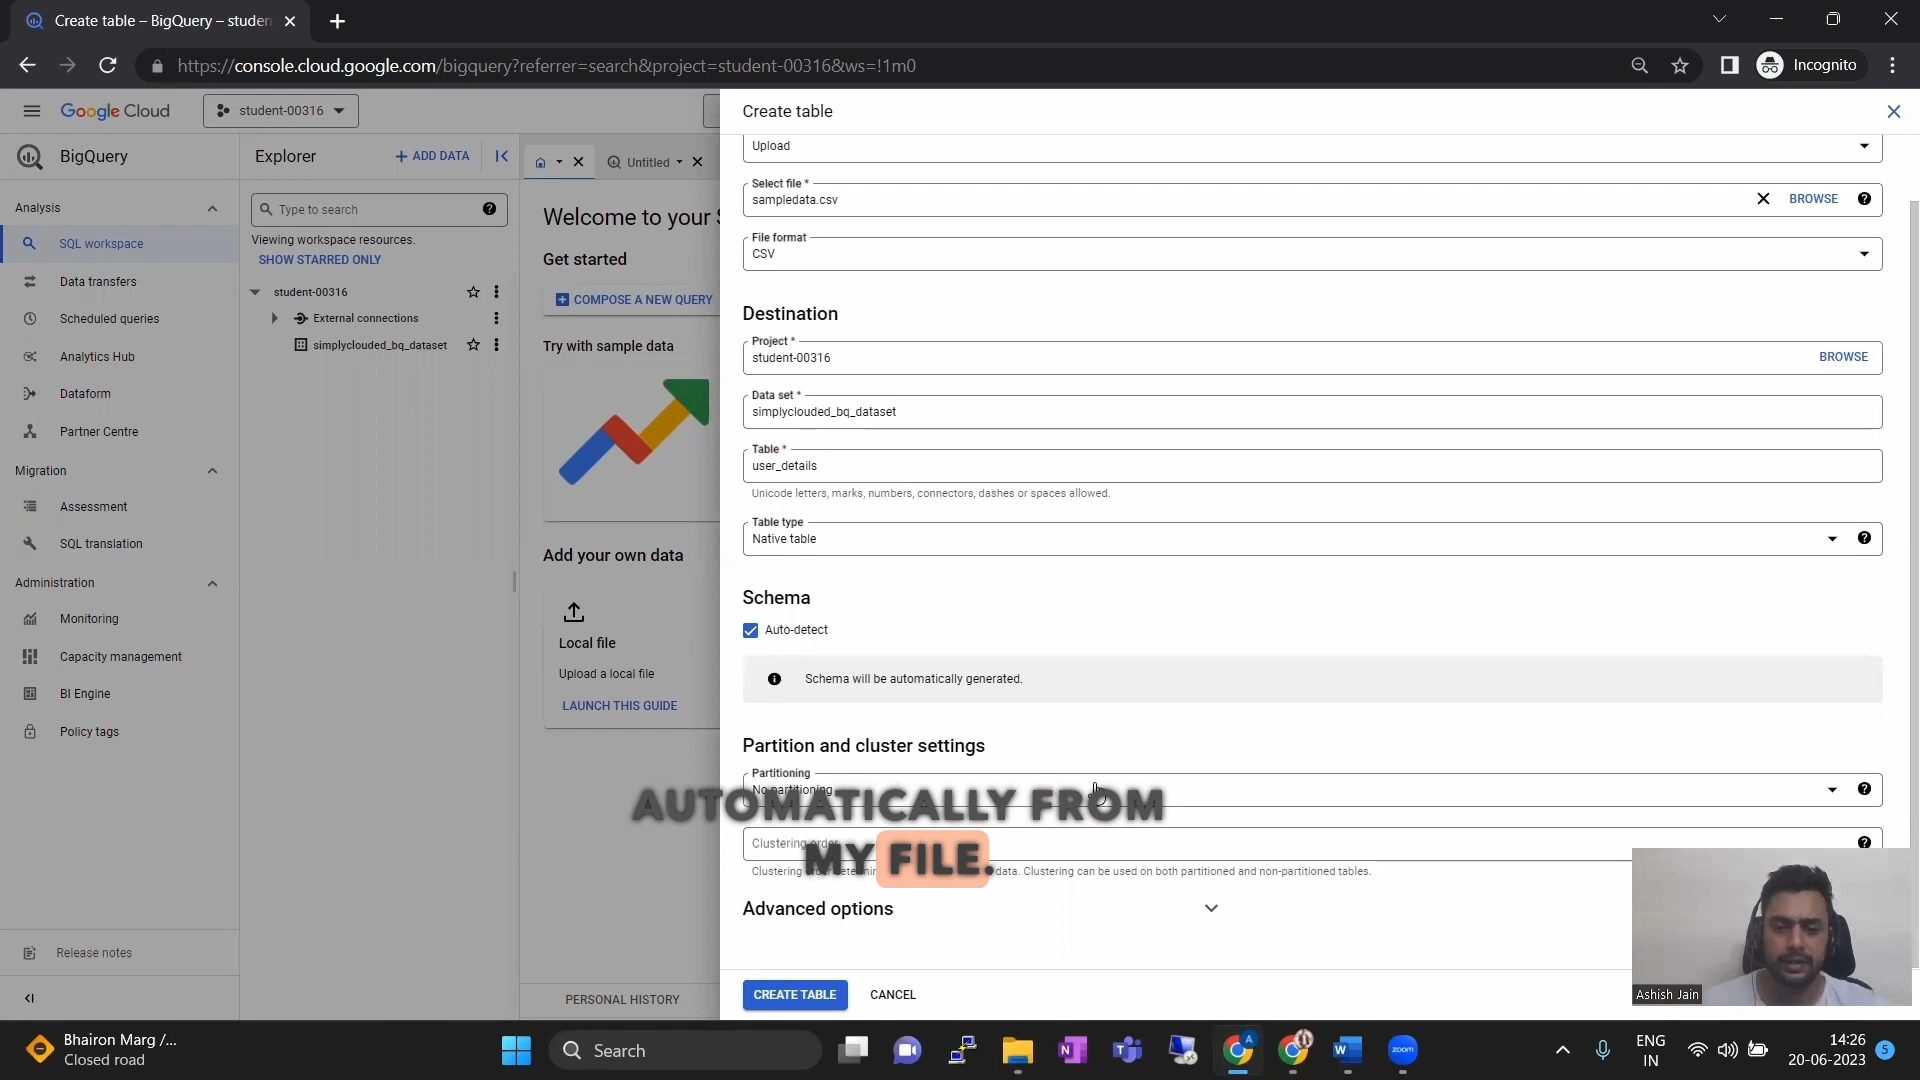 Create table – BigQuery – studen
https://console.cloud.google.com/bigquery?referrer=search&project=student-00316&ws=!1m0
Incognito
Google Cloud
student-00316
BigQuery
Analysis
SQL workspace
Data transfers
Scheduled queries
Analytics Hub
Dataform
Partner Centre
Migration
Assessment
SQL translation
Administration
Monitoring
Capacity management
BI Engine
Policy tags
Release notes
Explorer
ADD DATA
Type to search
Viewing workspace resources.
SHOW STARRED ONLY
student-00316
External connections
simplyclouded_bq_dataset
Untitled
Welcome to your S
Get started
COMPOSE A NEW QUERY
Try with sample data
Add your own data
Local file
Upload a local file
LAUNCH THIS GUIDE
PERSONAL HISTORY
Create table
Upload
Select file *
sampledata.csv
BROWSE
File format
CSV
Destination
Project *
student-00316
BROWSE
Data set *
simplyclouded_bq_dataset
Table *
user_details
Unicode letters, marks, numbers, connectors, dashes or spaces allowed.
Table type
Native table
Schema
Auto-detect
Schema will be automatically generated.
Partition and cluster settings
Partitioning
No partitioning
AUTOMATICALLY FROM
MY FILE.
Clustering order
Clustering data. Clustering can be used on both partitioned and non-partitioned tables.
Advanced options
CREATE TABLE
CANCEL
Ashish Jain
Bhairon Marg /...
Closed road
Search
zoom
ENG
IN
14:26
20-06-2023
5